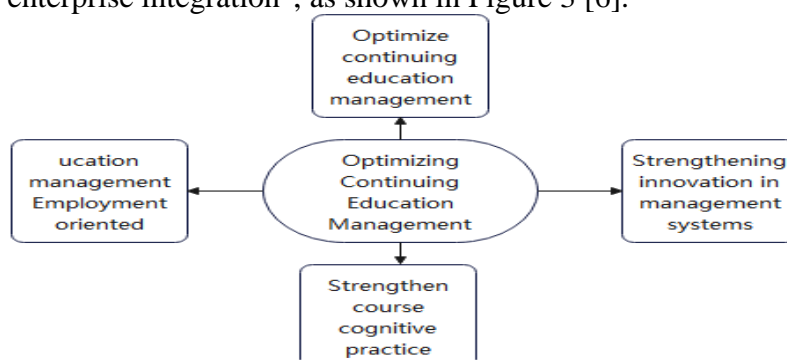 enterprise integration", as shown in Figure 3 [6].
Optimize
continuing
education
management
ucation
management
Employment
oriented
Optimizing
Continuing
Education
Management
Strengthening
innovation in
management
systems
Strengthen
course
cognitive
practice